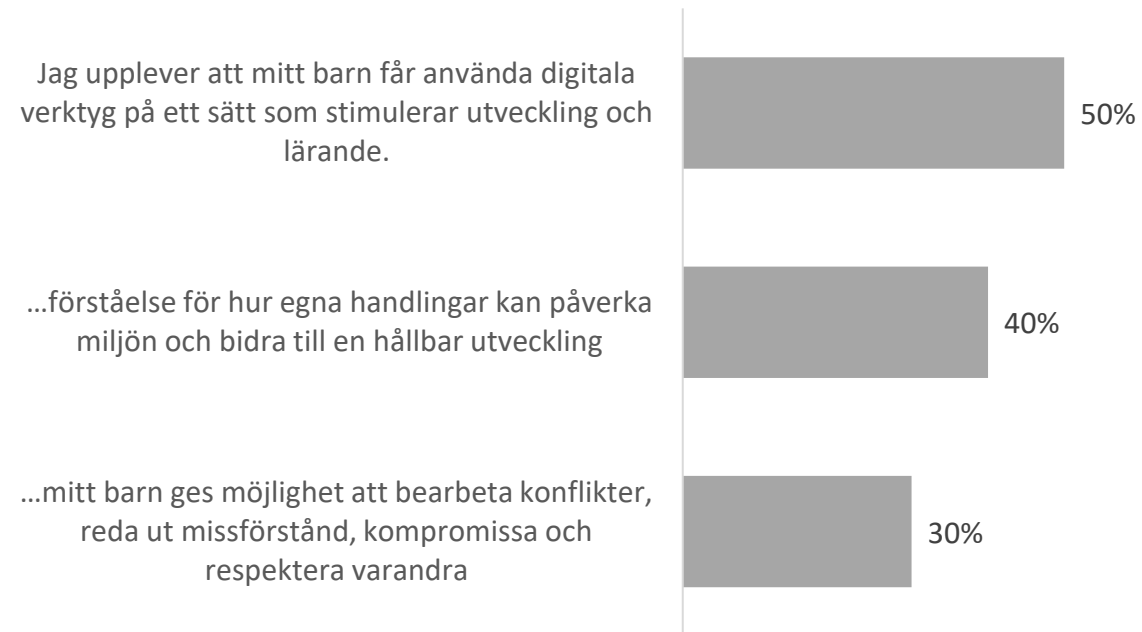 Jag upplever att mitt barn får använda digitala
verktyg på ett sätt som stimulerar utveckling och
lärande.
50%
...förståelse för hur egna handlingar kan påverka
miljön och bidra till en hållbar utveckling
40%
...mitt barn ges möjlighet att bearbeta konflikter,
reda ut missförstånd, kompromissa och
respektera varandra
30%